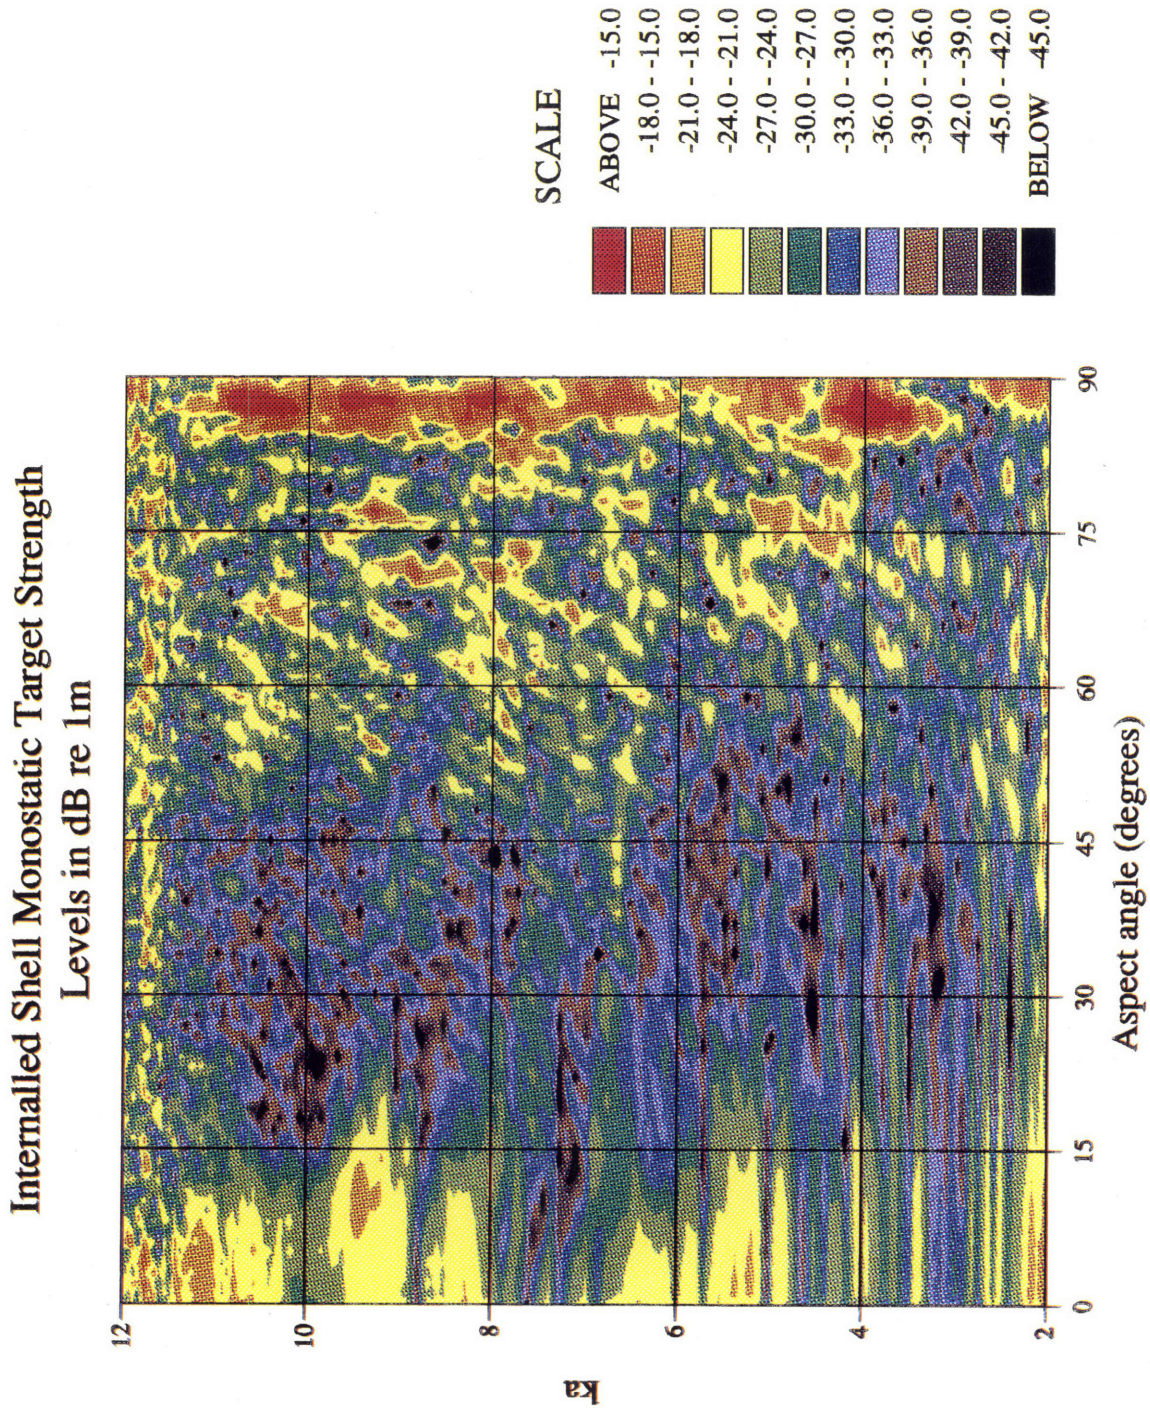 Internalled Shell Monostatic Target Strength
Levels in dB re 1m
12
10
8
6
4
2
ka
0
15
30
45
60
75
90
Aspect angle (degrees)
SCALE
ABOVE -15.0
-18.0 - -15.0
-21.0 - -18.0
-24.0 - -21.0
-27.0 - -24.0
-30.0 - -27.0
-33.0 - -30.0
-36.0 - -33.0
-39.0 - -36.0
-42.0 - -39.0
-45.0 - -42.0
BELOW -45.0